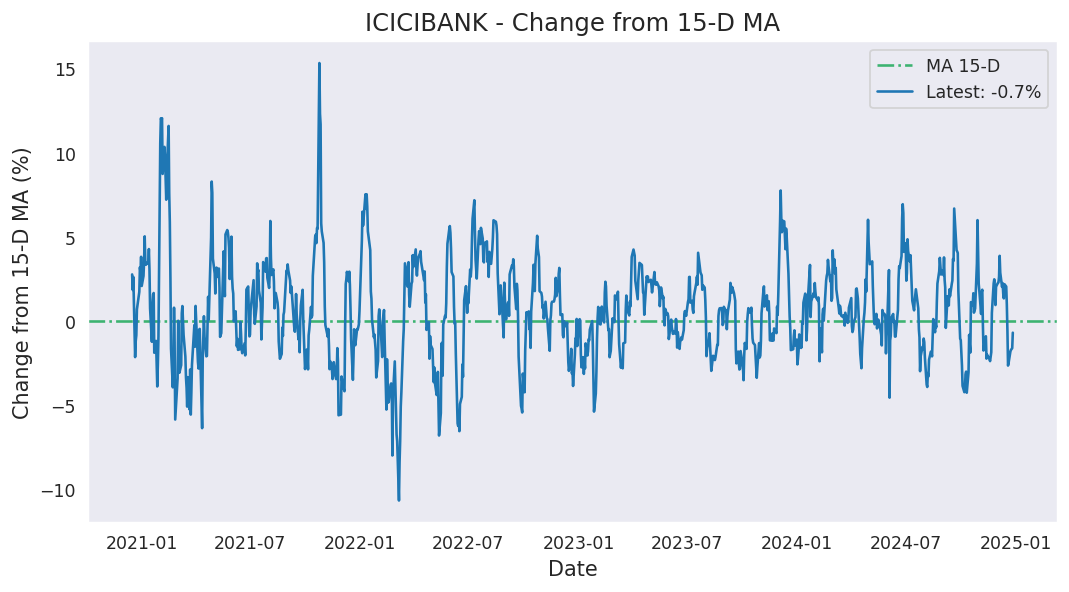 ICICIBANK - Change from 15-D MA
Change from 15-D MA (%)
15
10
5
0
−5
−10
MA 15-D
Latest: -0.7%
2021-01 2021-07 2022-01 2022-07 2023-01 2023-07 2024-01 2024-07 2025-01
Date